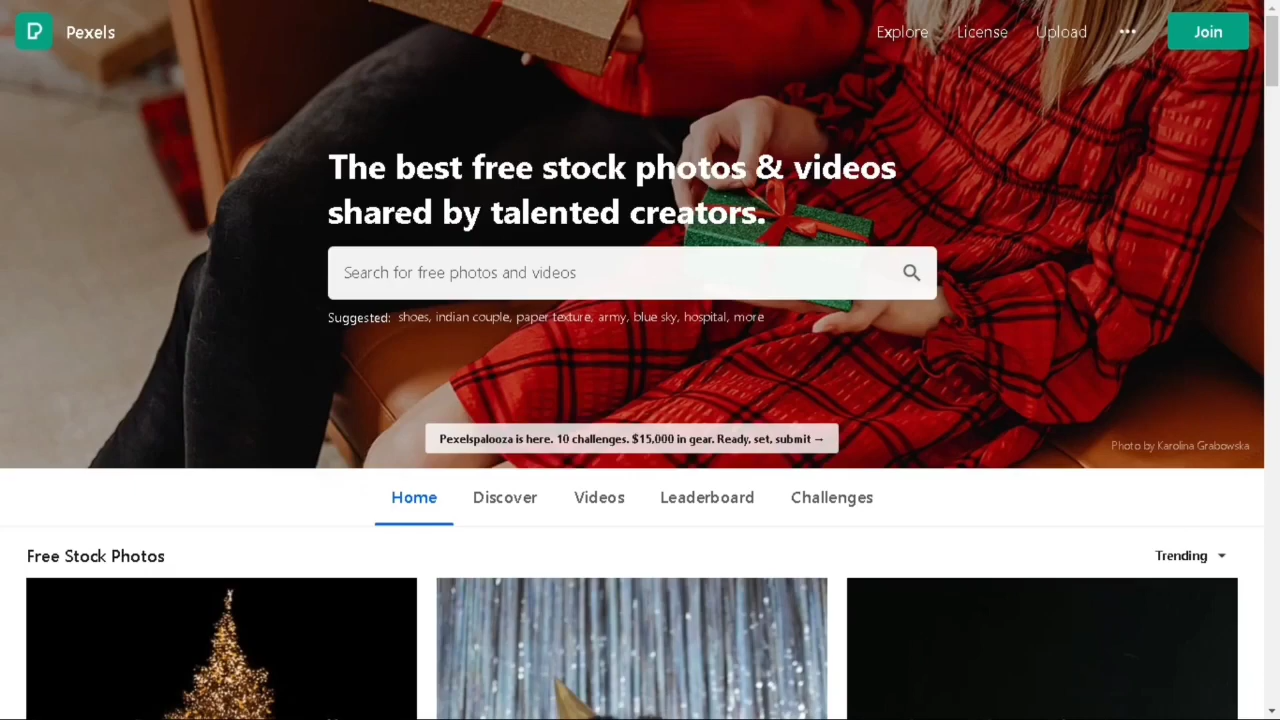 Pexels
Explore License Upload ••• Join
The best free stock photos & videos
shared by talented creators.
Search for free photos and videos
Suggested: shoes, indian couple, paper texture, army, blue sky, hospital, more
Pexelspalooza is here. 10 challenges. $15,000 in gear. Ready, set, submit →
Photo by Karolina Grabowska
Home Discover Videos Leaderboard Challenges
Free Stock Photos
Trending